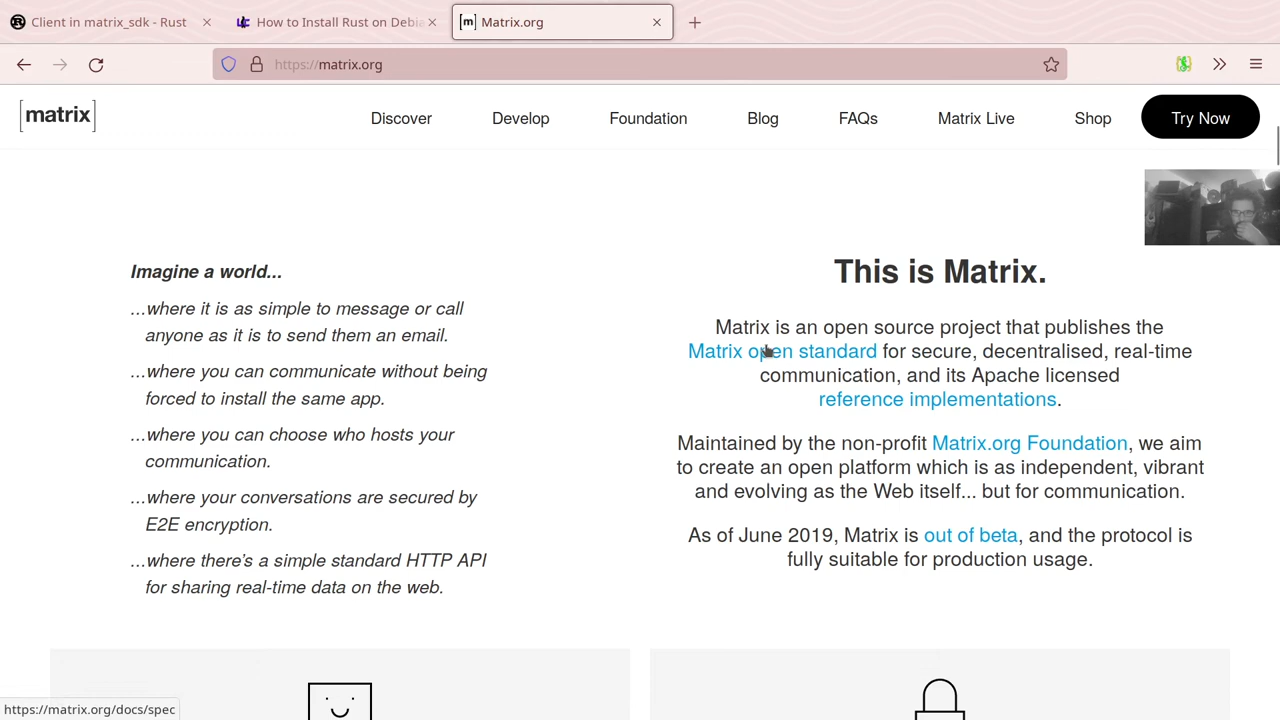 Client in matrix_sdk - Rust
How to Install Rust on Debia
[m] Matrix.org
https://matrix.org
[matrix]
Discover
Develop
Foundation
Blog
FAQs
Matrix Live
Shop
Try Now
Imagine a world...
...where it is as simple to message or call
anyone as it is to send them an email.
...where you can communicate without being
forced to install the same app.
...where you can choose who hosts your
communication.
...where your conversations are secured by
E2E encryption.
...where there's a simple standard HTTP API
for sharing real-time data on the web.
This is Matrix.
Matrix is an open source project that publishes the
Matrix open standard for secure, decentralised, real-time
communication, and its Apache licensed
reference implementations.
Maintained by the non-profit Matrix.org Foundation, we aim
to create an open platform which is as independent, vibrant
and evolving as the Web itself... but for communication.
As of June 2019, Matrix is out of beta, and the protocol is
fully suitable for production usage.
https://matrix.org/docs/spec